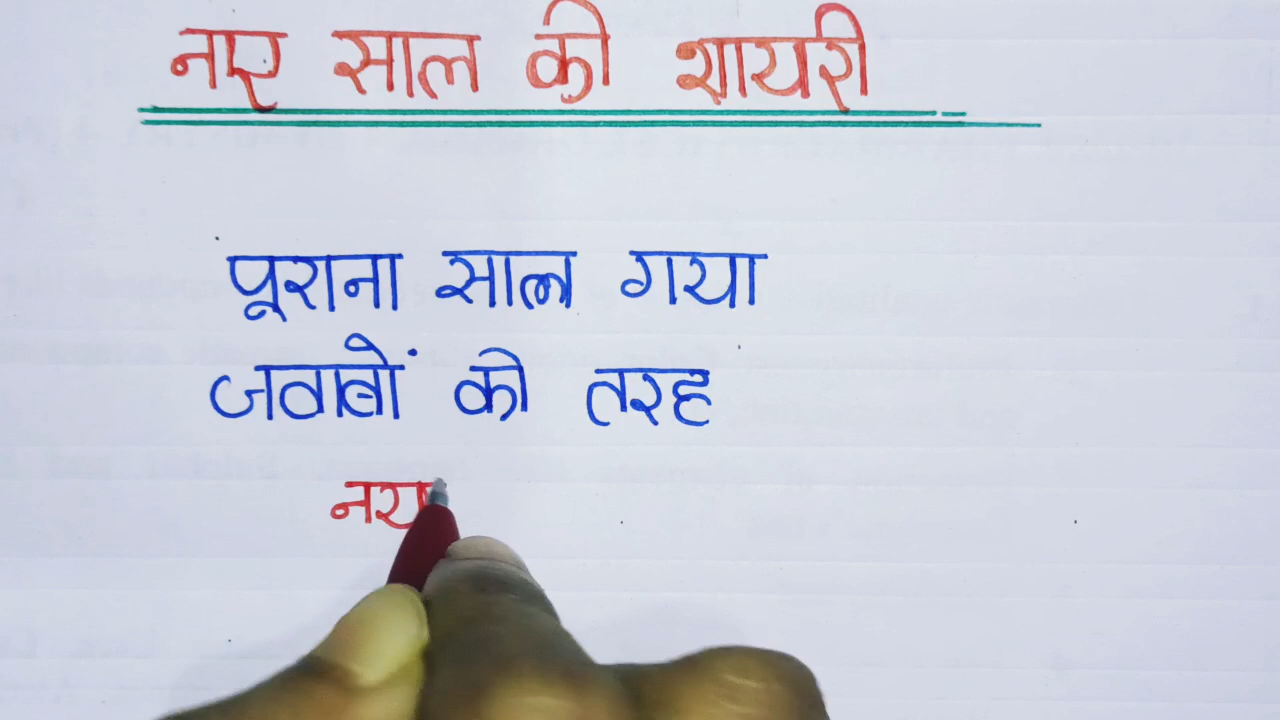 नए साल की शायरी
पूराना साल गया
जवाबों की तरह
नय